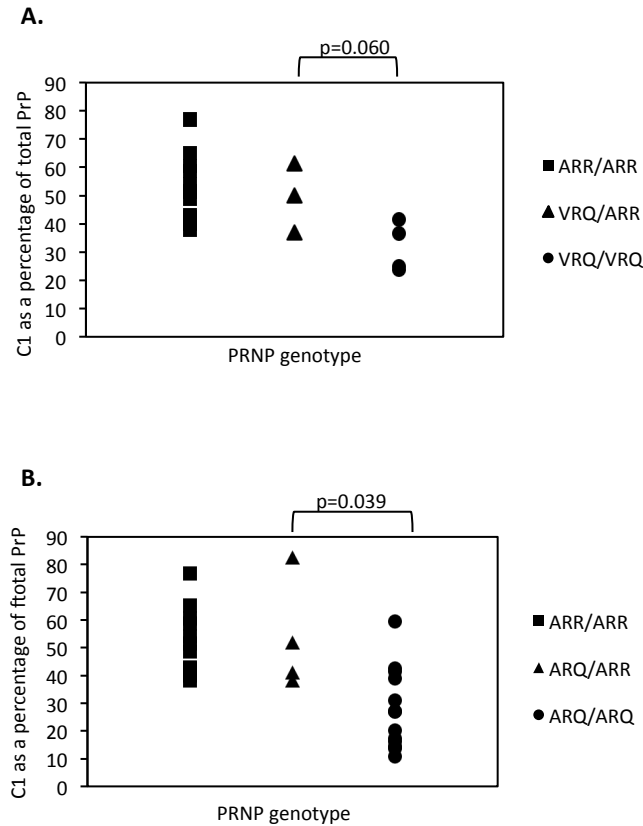 A.
p=0.060
C1 as a percentage of total PrP
90
80
70
60
50
40
30
20
10
0
PRNP genotype
ARR/ARR
VRQ/ARR
VRQ/VRQ
B.
p=0.039
C1 as a percentage of ftotal PrP
90
80
70
60
50
40
30
20
10
0
PRNP genotype
ARR/ARR
ARQ/ARR
ARQ/ARQ